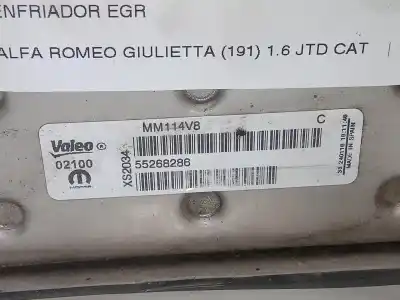 ENFRIADOR EGR
ALFA ROMEO GIULIETTA (191) 1.6 JTD CAT
MM114V8 C
Valeo
02100
XS2034
55268286
MADE IN SPAIN